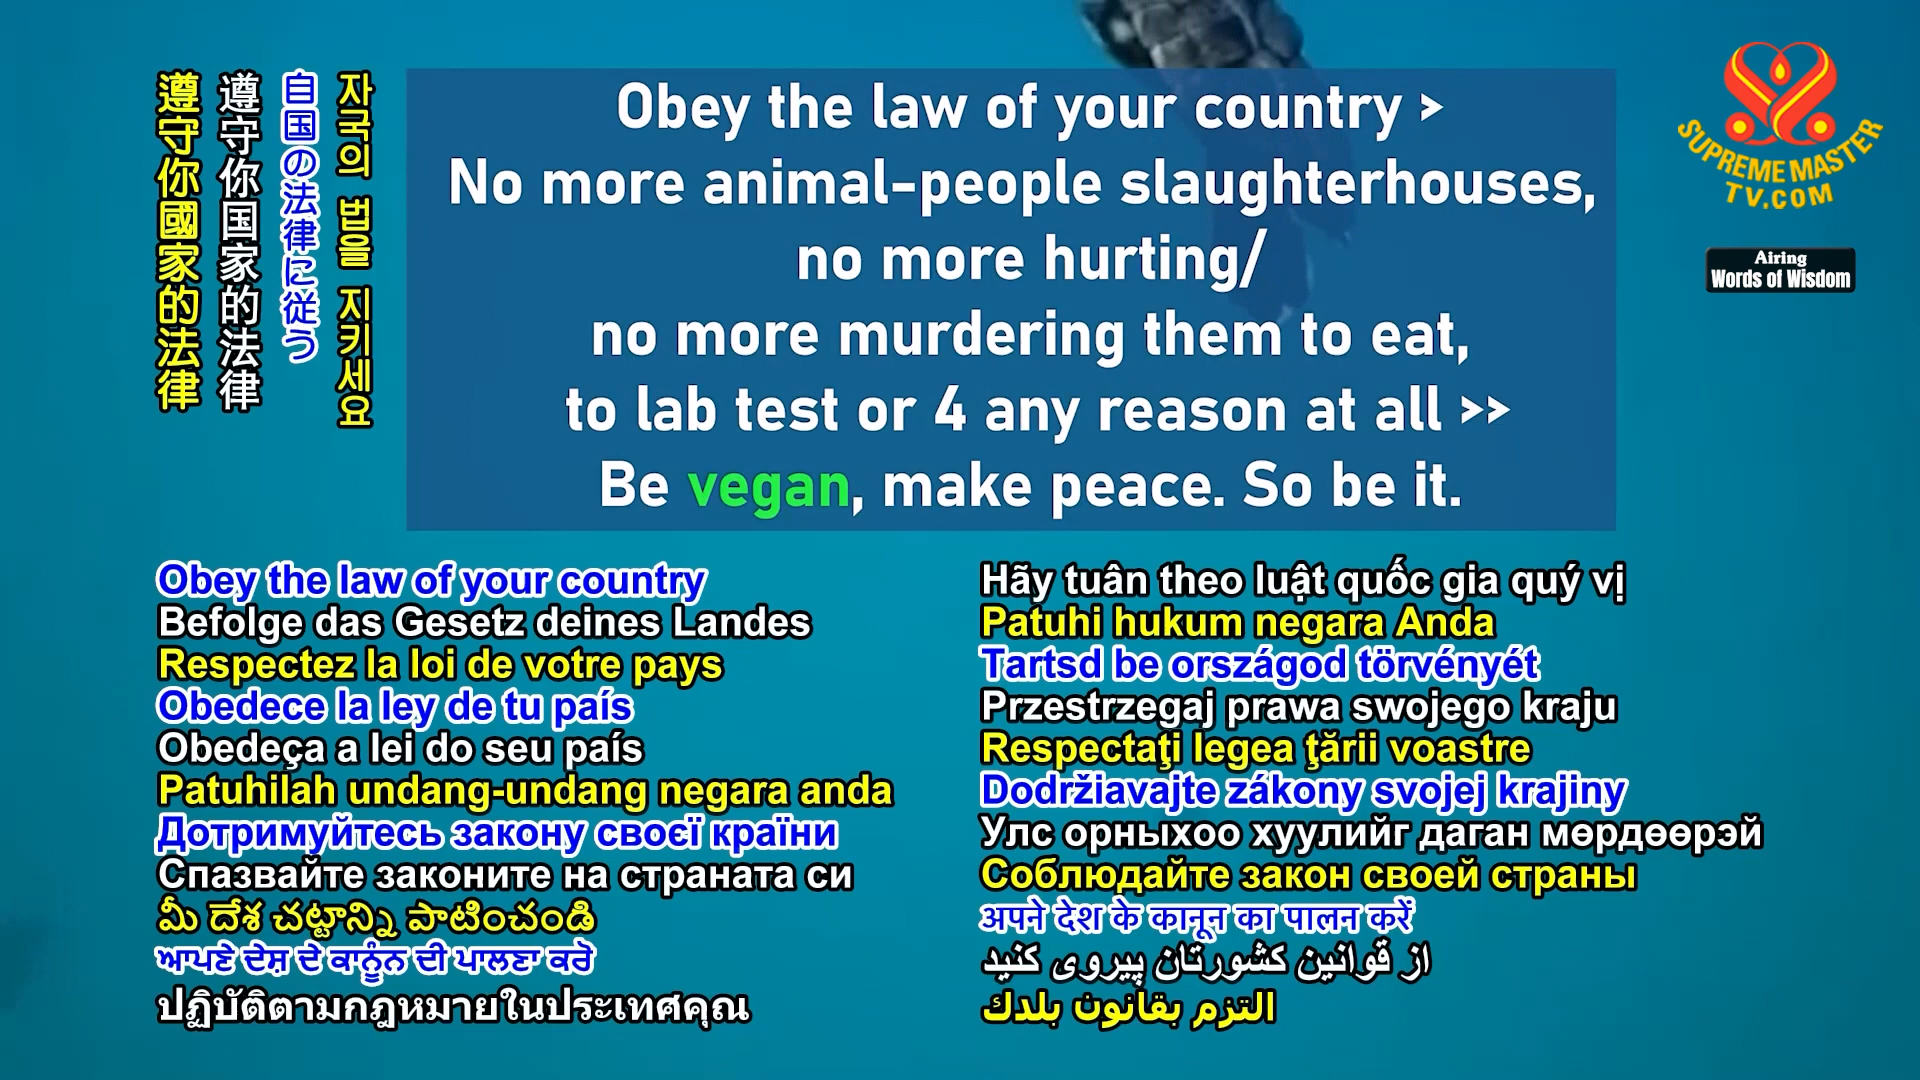 遵守你國家的法律
遵守你国家的法律
自国の法律に従う
자국의 법을 지키세요
Obey the law of your country >
No more animal-people slaughterhouses,
no more hurting/
no more murdering them to eat,
to lab test or 4 any reason at all >>
Be vegan, make peace. So be it.
SUPREME MASTER
TV.COM
Airing
Words of Wisdom
Obey the law of your country
Befolge das Gesetz deines Landes
Respectez la loi de votre pays
Obedece la ley de tu país
Obedeça a lei do seu país
Patuhilah undang-undang negara anda
Дотримуйтесь закону своєї країни
Спазвайте законите на страната си
మీ దేశ చట్టాన్ని పాటించండి
ਆਪਣੇ ਦੇਸ਼ ਦੇ ਕਾਨੂੰਨ ਦੀ ਪਾਲਣਾ ਕਰੋ
ปฏิบัติตามกฎหมายในประเทศคุณ
Hãy tuân theo luật quốc gia quý vị
Patuhi hukum negara Anda
Tartsd be országod törvényét
Przestrzegaj prawa swojego kraju
Respectaţi legea ţării voastre
Dodržiavajte zákony svojej krajiny
Улс орныхоо хуулийг даган мөрдөөрэй
Соблюдайте закон своей страны
अपने देश के कानून का पालन करें
از قوانین کشورتان پیروی کنید
التزم بقانون بلدك